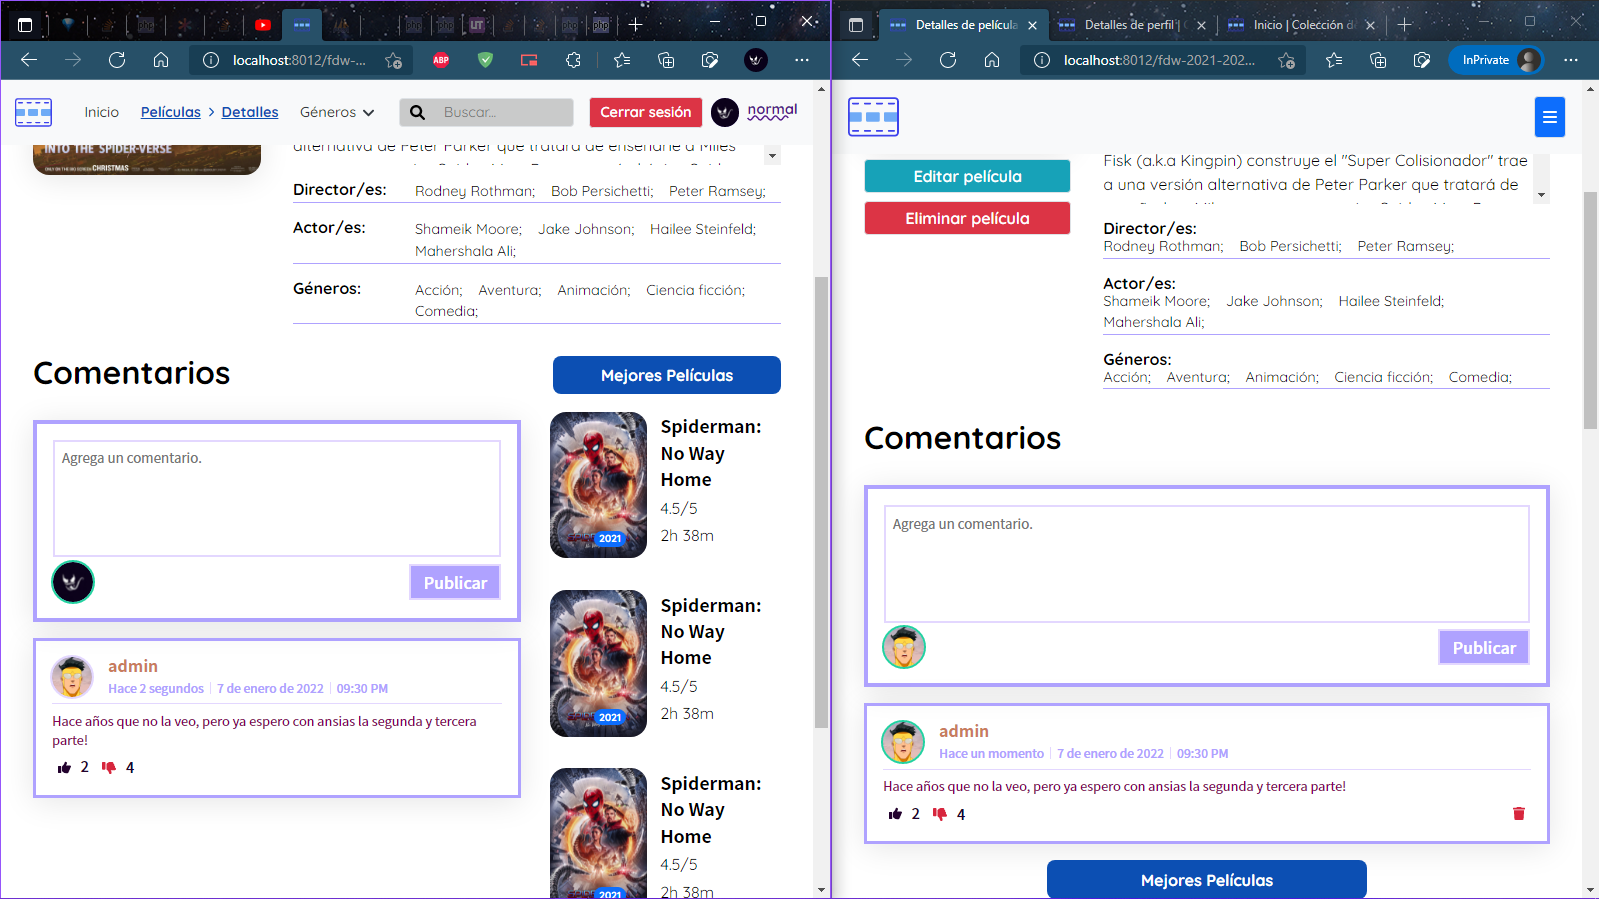 localhost:8012/fdw-...
ABP
Inicio
Películas > Detalles
Géneros
Buscar...
Cerrar sesión
normal
INTO THE SPIDER-VERSE
CHRISTMAS
alternativa de Peter Parker que tratará de enseñarle a Miles
Director/es:
Rodney Rothman; Bob Persichetti; Peter Ramsey;
Actor/es:
Shameik Moore; Jake Johnson; Hailee Steinfeld;
Mahershala Ali;
Géneros:
Acción; Aventura; Animación; Ciencia ficción;
Comedia;
Comentarios
Agrega un comentario.
Publicar
admin
Hace 2 segundos | 7 de enero de 2022 | 09:30 PM
Hace años que no la veo, pero ya espero con ansias la segunda y tercera
parte!
2 4
Mejores Películas
2021
Spiderman:
No Way
Home
4.5/5
2h 38m
2021
Spiderman:
No Way
Home
4.5/5
2h 38m
2021
Spiderman:
No Way
Home
4.5/5
2h 38m
Detalles de película
Detalles de perfil |
Inicio | Colección de
localhost:8012/fdw-2021-202...
InPrivate
Editar película
Eliminar película
Fisk (a.k.a Kingpin) construye el "Super Colisionador" trae
a una versión alternativa de Peter Parker que tratará de
Director/es:
Rodney Rothman; Bob Persichetti; Peter Ramsey;
Actor/es:
Shameik Moore; Jake Johnson; Hailee Steinfeld;
Mahershala Ali;
Géneros:
Acción; Aventura; Animación; Ciencia ficción; Comedia;
Comentarios
Agrega un comentario.
Publicar
admin
Hace un momento | 7 de enero de 2022 | 09:30 PM
Hace años que no la veo, pero ya espero con ansias la segunda y tercera parte!
2 4
Mejores Películas